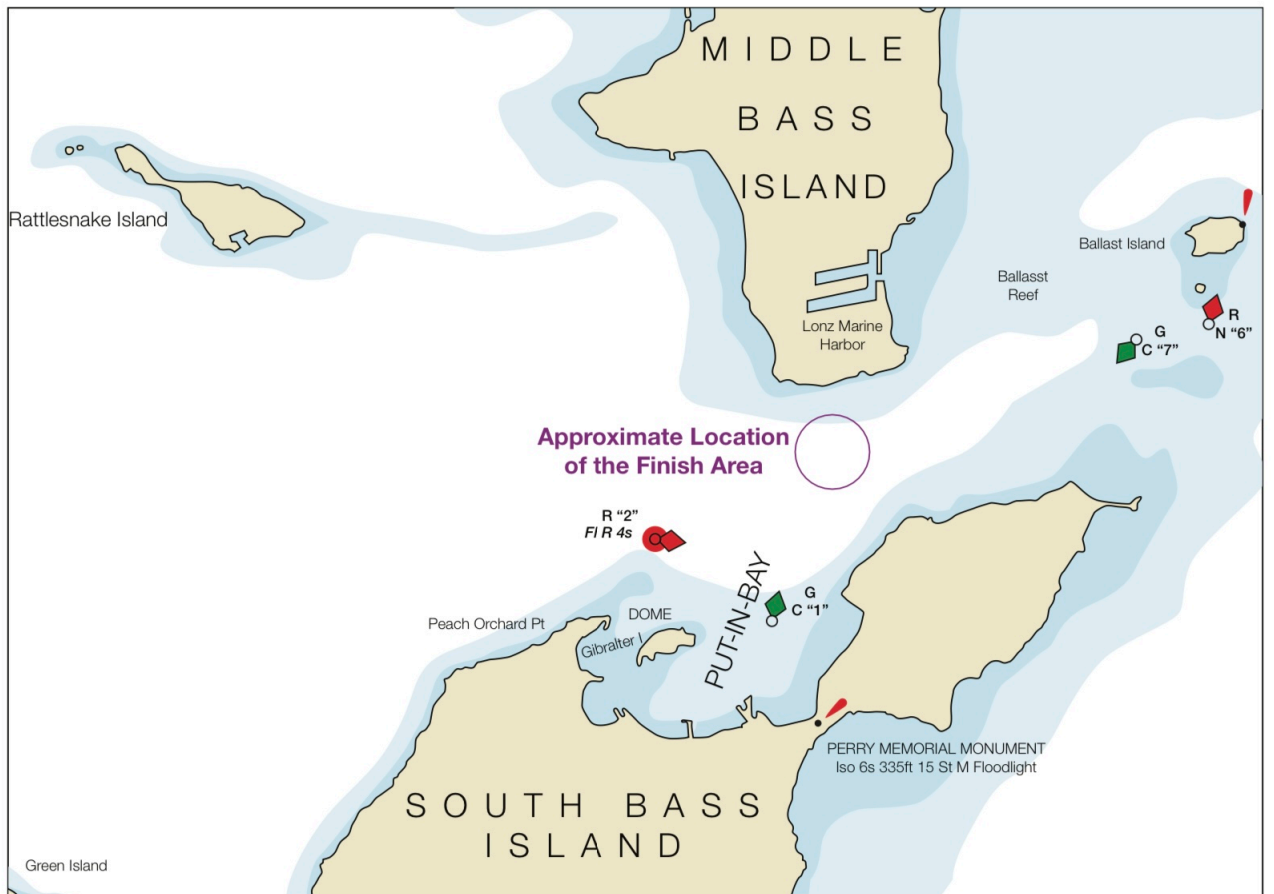 MIDDLE
BASS
ISLAND
Rattlesnake Island
Ballast Island
Ballasst
Reef
R
N "6"
G
C "7"
Lonz Marine
Harbor
Approximate Location
of the Finish Area
R "2"
Fl R 4s
PUT-IN-BAY
G
C "1"
DOME
Peach Orchard Pt
Gibralter I
PERRY MEMORIAL MONUMENT
Iso 6s 335ft 15 St M Floodlight
SOUTH BASS
ISLAND
Green Island